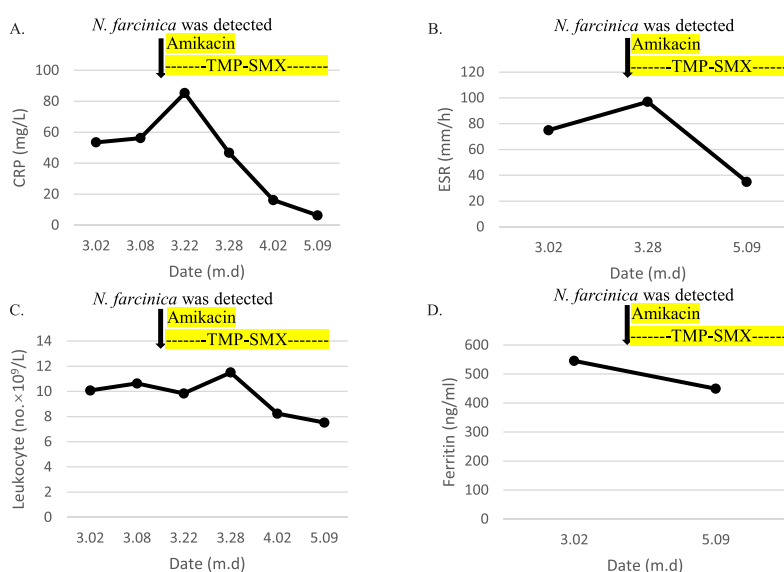 A.
N. farcinica was detected
Amikacin
-------TMP-SMX-------
CRP (mg/L)
100
80
60
40
20
0
3.02 3.08 3.22 3.28 4.02 5.09
Date (m.d)
B.
N. farcinica was detected
Amikacin
-------TMP-SMX-------
ESR (mm/h)
120
100
80
60
40
20
0
3.02 3.28 5.09
Date (m.d)
C.
N. farcinica was detected
Amikacin
-------TMP-SMX-------
Leukocyte (no.×10⁹/L)
14
12
10
8
6
4
2
0
3.02 3.08 3.22 3.28 4.02 5.09
Date (m.d)
D.
N. farcinica was detected
Amikacin
-------TMP-SMX-------
Ferritin (ng/ml)
600
500
400
300
200
100
0
3.02 5.09
Date (m.d)